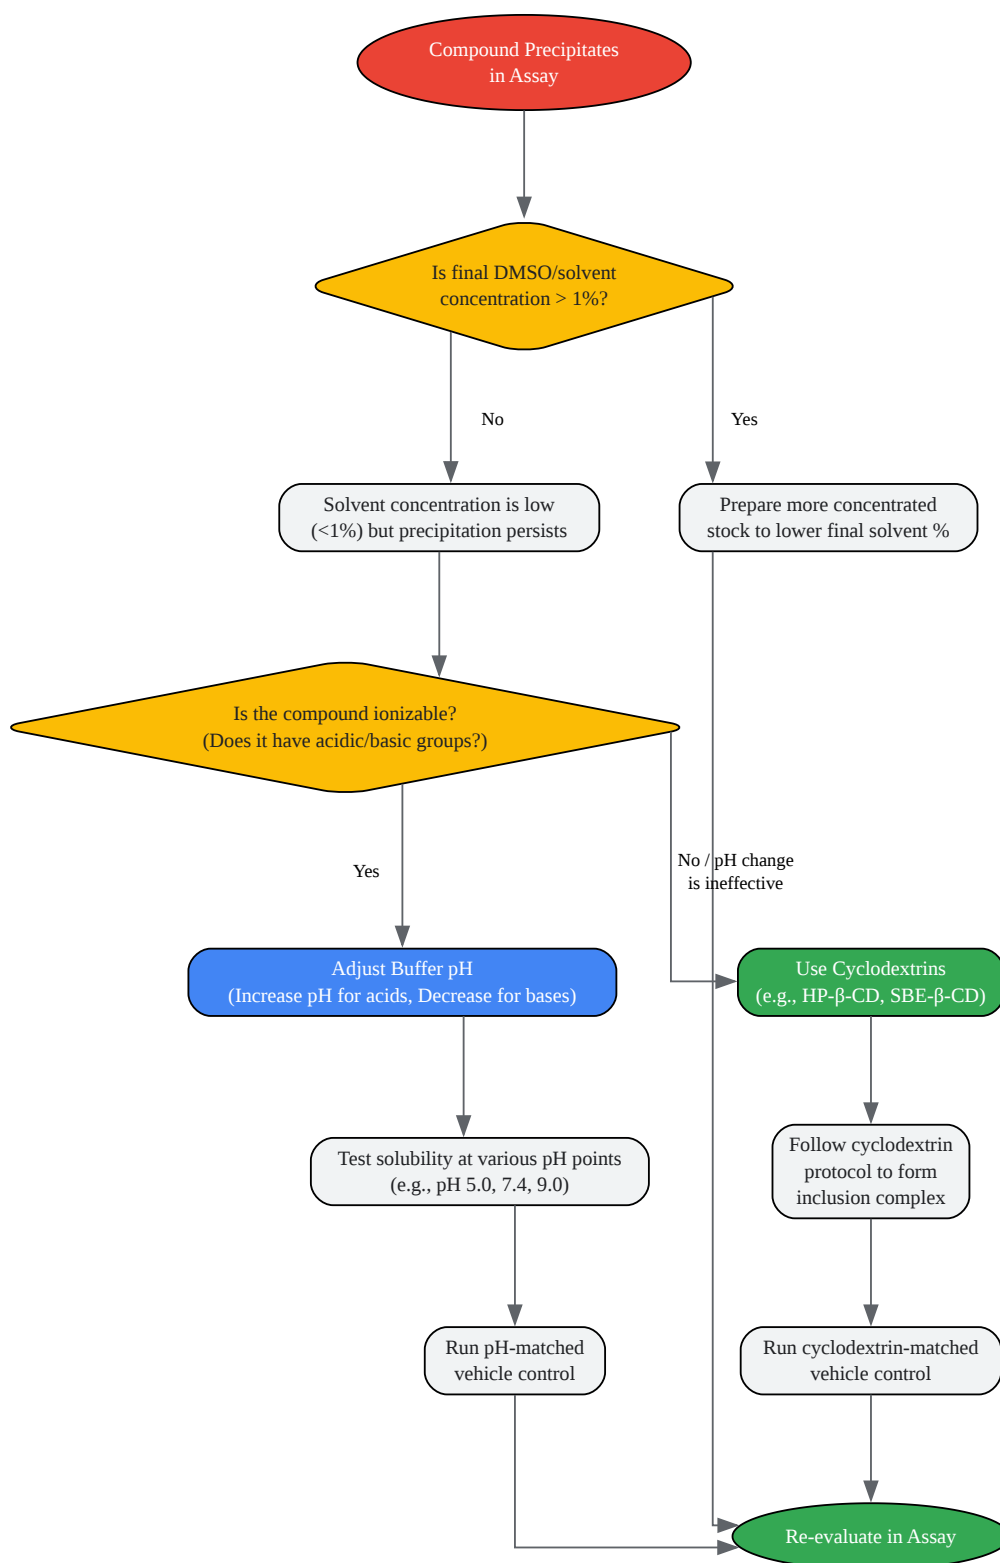 Compound Precipitates
in Assay
Is final DMSO/solvent
concentration > 1%?
No
Yes
Solvent concentration is low
(<1%) but precipitation persists
Prepare more concentrated
stock to lower final solvent %
Is the compound ionizable?
(Does it have acidic/basic groups?)
Yes
No / pH change
is ineffective
Adjust Buffer pH
(Increase pH for acids, Decrease for bases)
Use Cyclodextrins
(e.g., HP-β-CD, SBE-β-CD)
Test solubility at various pH points
(e.g., pH 5.0, 7.4, 9.0)
Follow cyclodextrin
protocol to form
inclusion complex
Run pH-matched
vehicle control
Run cyclodextrin-matched
vehicle control
Re-evaluate in Assay